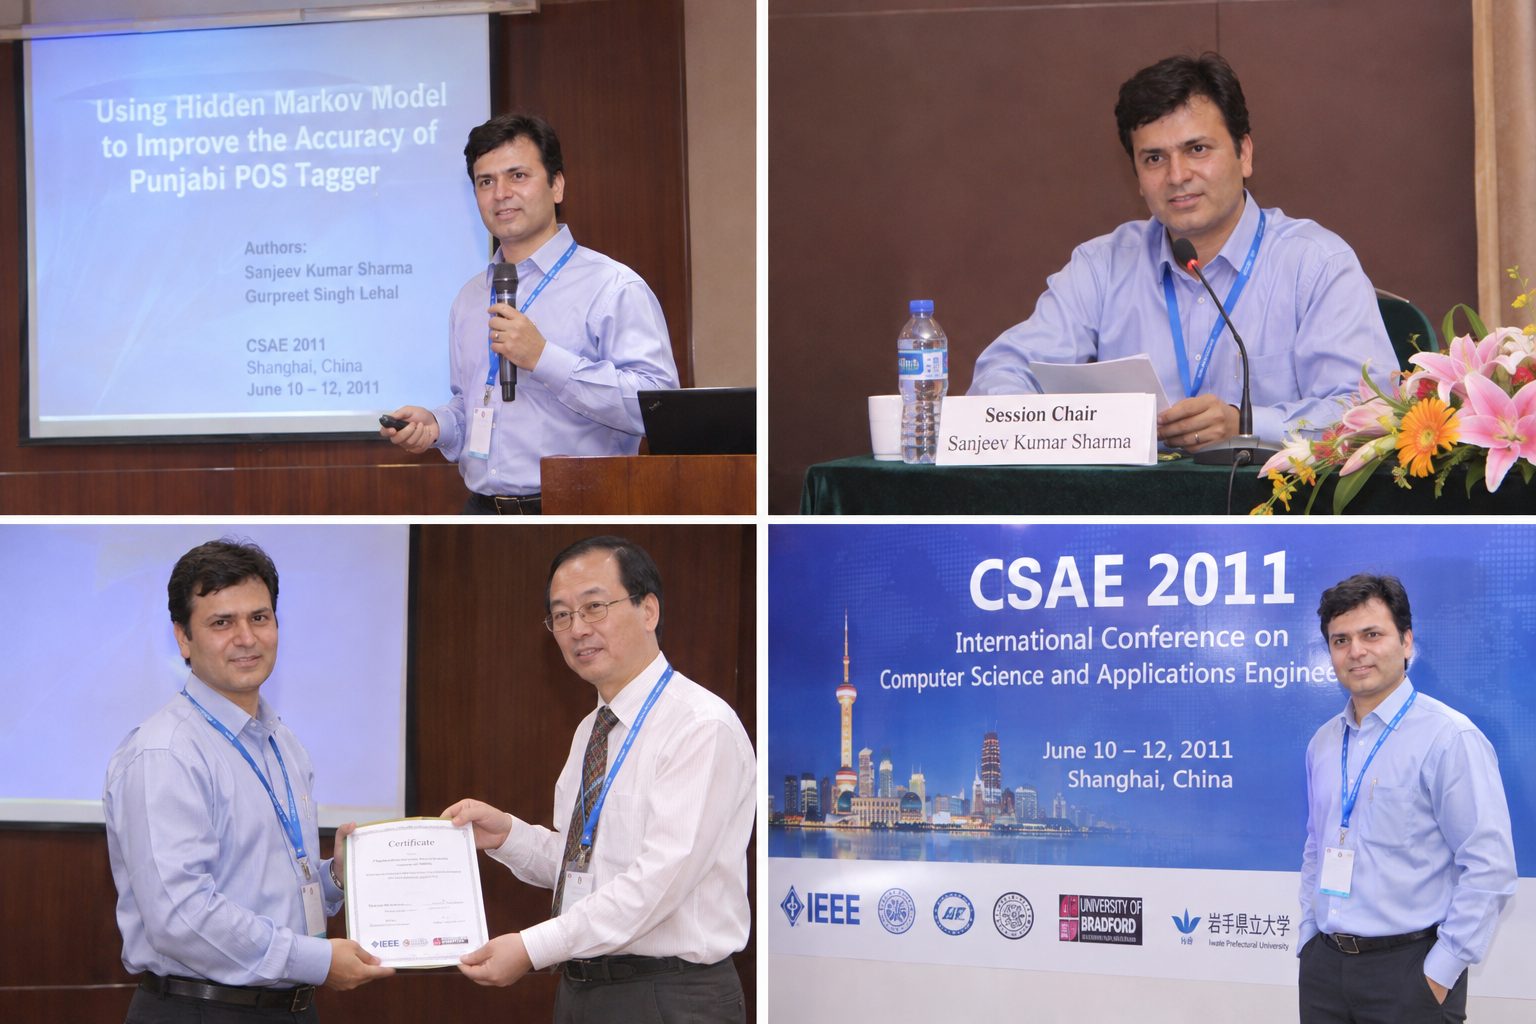 Using Hidden Markov Model
to Improve the Accuracy of
Punjabi POS Tagger
Authors:
Sanjeev Kumar Sharma
Gurpreet Singh Lehal
CSAE 2011
Shanghai, China
June 10 – 12, 2011
Session Chair
Sanjeev Kumar Sharma
Certificate
IEEE
CSAE 2011
International Conference on
Computer Science and Applications Enginee
June 10 – 12, 2011
Shanghai, China
IEEE
UNIVERSITY OF
BRADFORD
岩手県立大学
Iwate Prefectural University